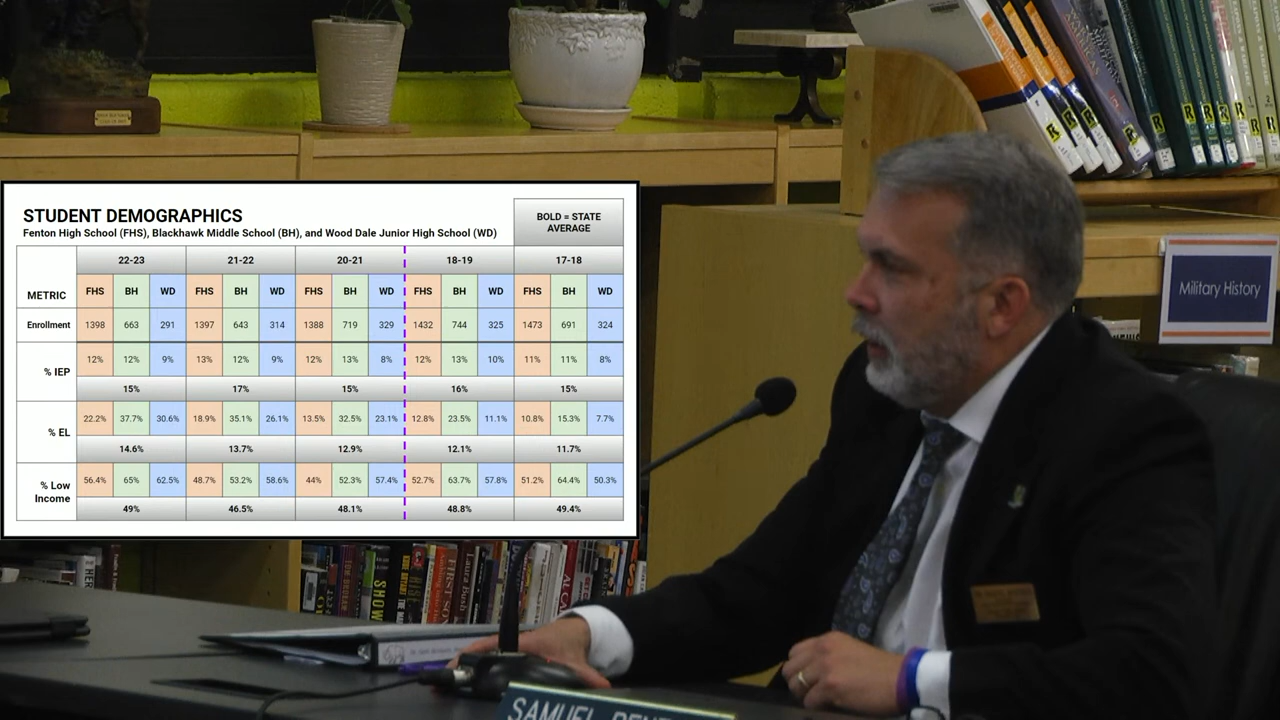 STUDENT DEMOGRAPHICS
Fenton High School (FHS), Blackhawk Middle School (BH), and Wood Dale Junior High School (WD)
BOLD = STATE
AVERAGE
22-23 21-22 20-21 18-19 17-18
METRIC FHS BH WD FHS BH WD FHS BH WD FHS BH WD FHS BH WD
Enrollment 1398 663 291 1397 643 314 1388 719 329 1432 744 325 1473 691 324
% IEP 12% 12% 9% 13% 12% 9% 12% 13% 8% 12% 13% 10% 11% 11% 8%
15% 17% 15% 16% 15%
% EL 22.2% 37.7% 30.6% 18.9% 35.1% 26.1% 13.5% 32.5% 23.1% 12.8% 23.5% 11.1% 10.8% 15.3% 7.7%
14.6% 13.7% 12.9% 12.1% 11.7%
% Low
Income 56.4% 65% 62.5% 48.7% 53.2% 58.6% 44% 52.3% 57.4% 52.7% 63.7% 57.8% 51.2% 64.4% 50.3%
49% 46.5% 48.1% 48.8% 49.4%
Military History
R R R R R R R R R R R
SHOW
FIRST SON
Laura Bush
SAMUEL